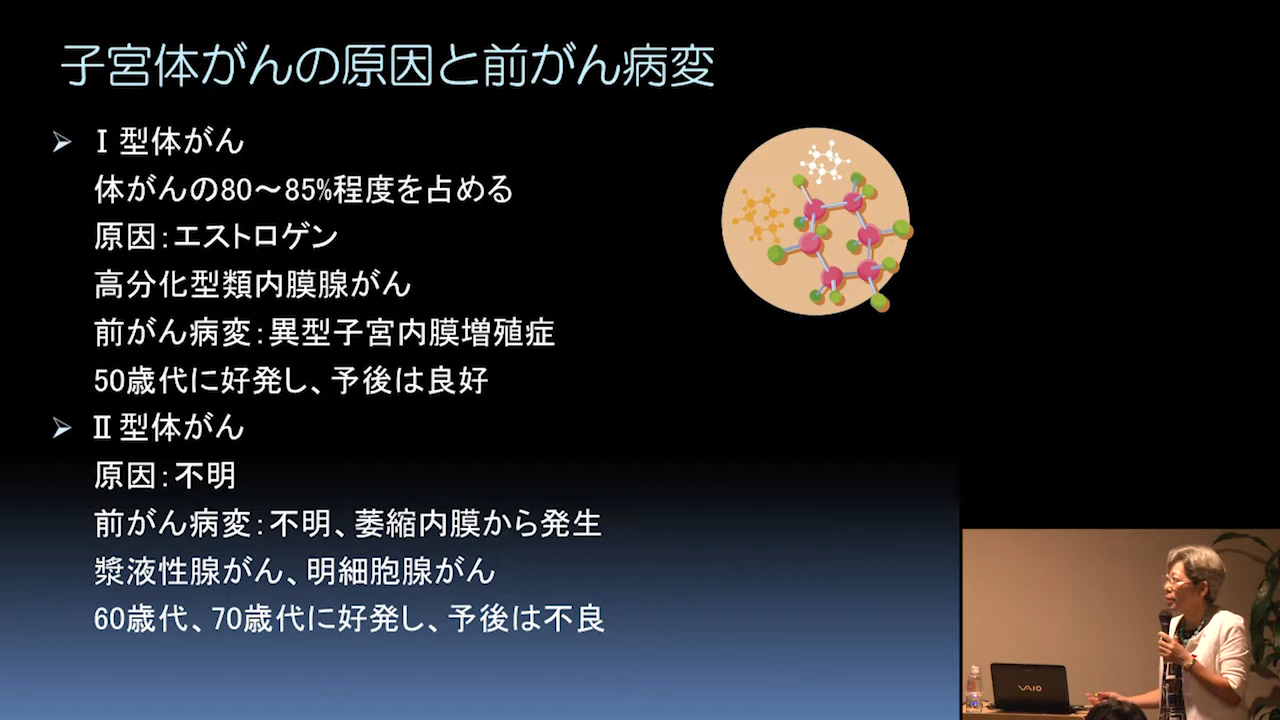 子宮体がんの原因と前がん病変
Ⅰ型体がん
体がんの80～85%程度を占める
原因：エストロゲン
高分化型類内膜腺がん
前がん病変：異型子宮内膜増殖症
50歳代に好発し、予後は良好
Ⅱ型体がん
原因：不明
前がん病変：不明、萎縮内膜から発生
漿液性腺がん、明細胞腺がん
60歳代、70歳代に好発し、予後は不良
VAIO